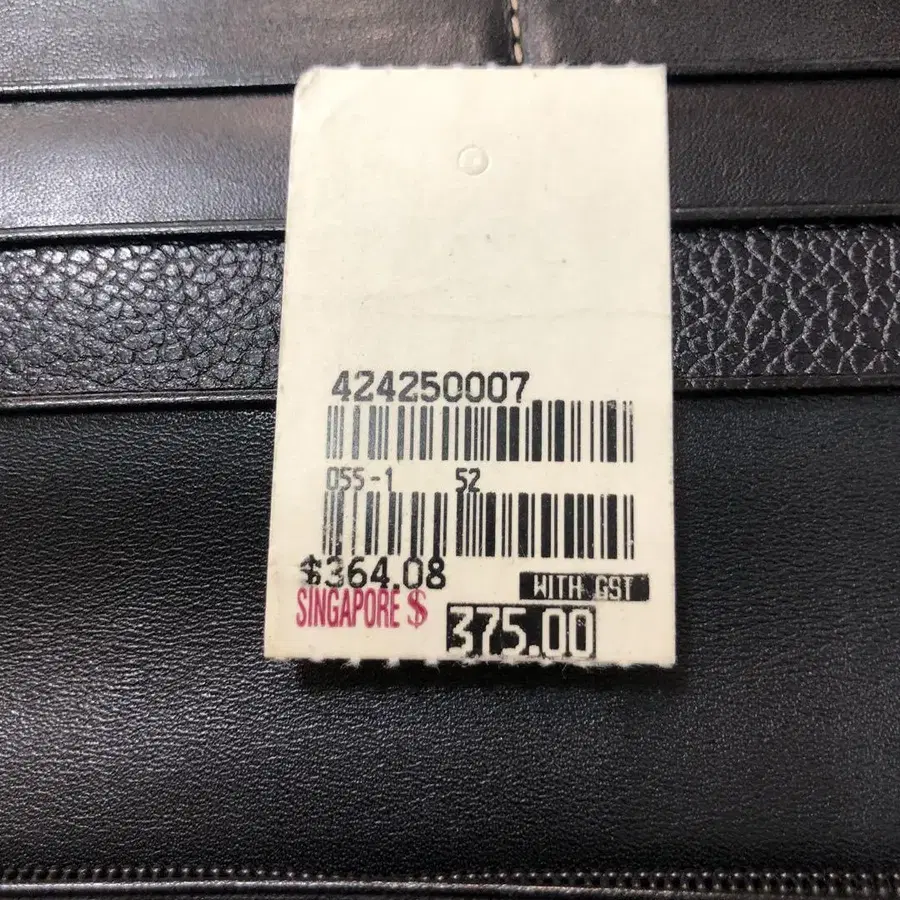 424250007
055-1 52
$364.08
WITH GST
SINGAPORE $
375.00